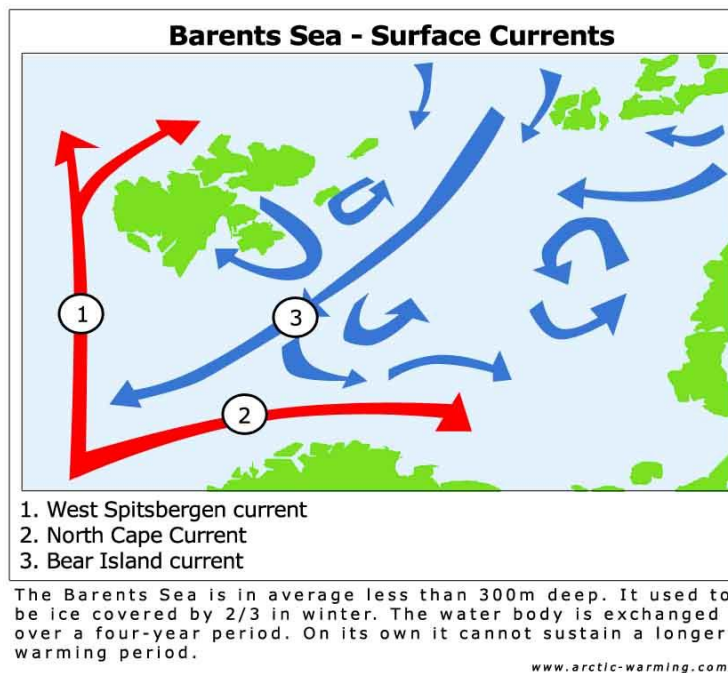 Barents Sea - Surface Currents
1
3
2
1. West Spitsbergen current
2. North Cape Current
3. Bear Island current
The Barents Sea is in average less than 300m deep. It used to
be ice covered by 2/3 in winter. The water body is exchanged
over a four-year period. On its own it cannot sustain a longer
warming period.
www.arctic-warming.com